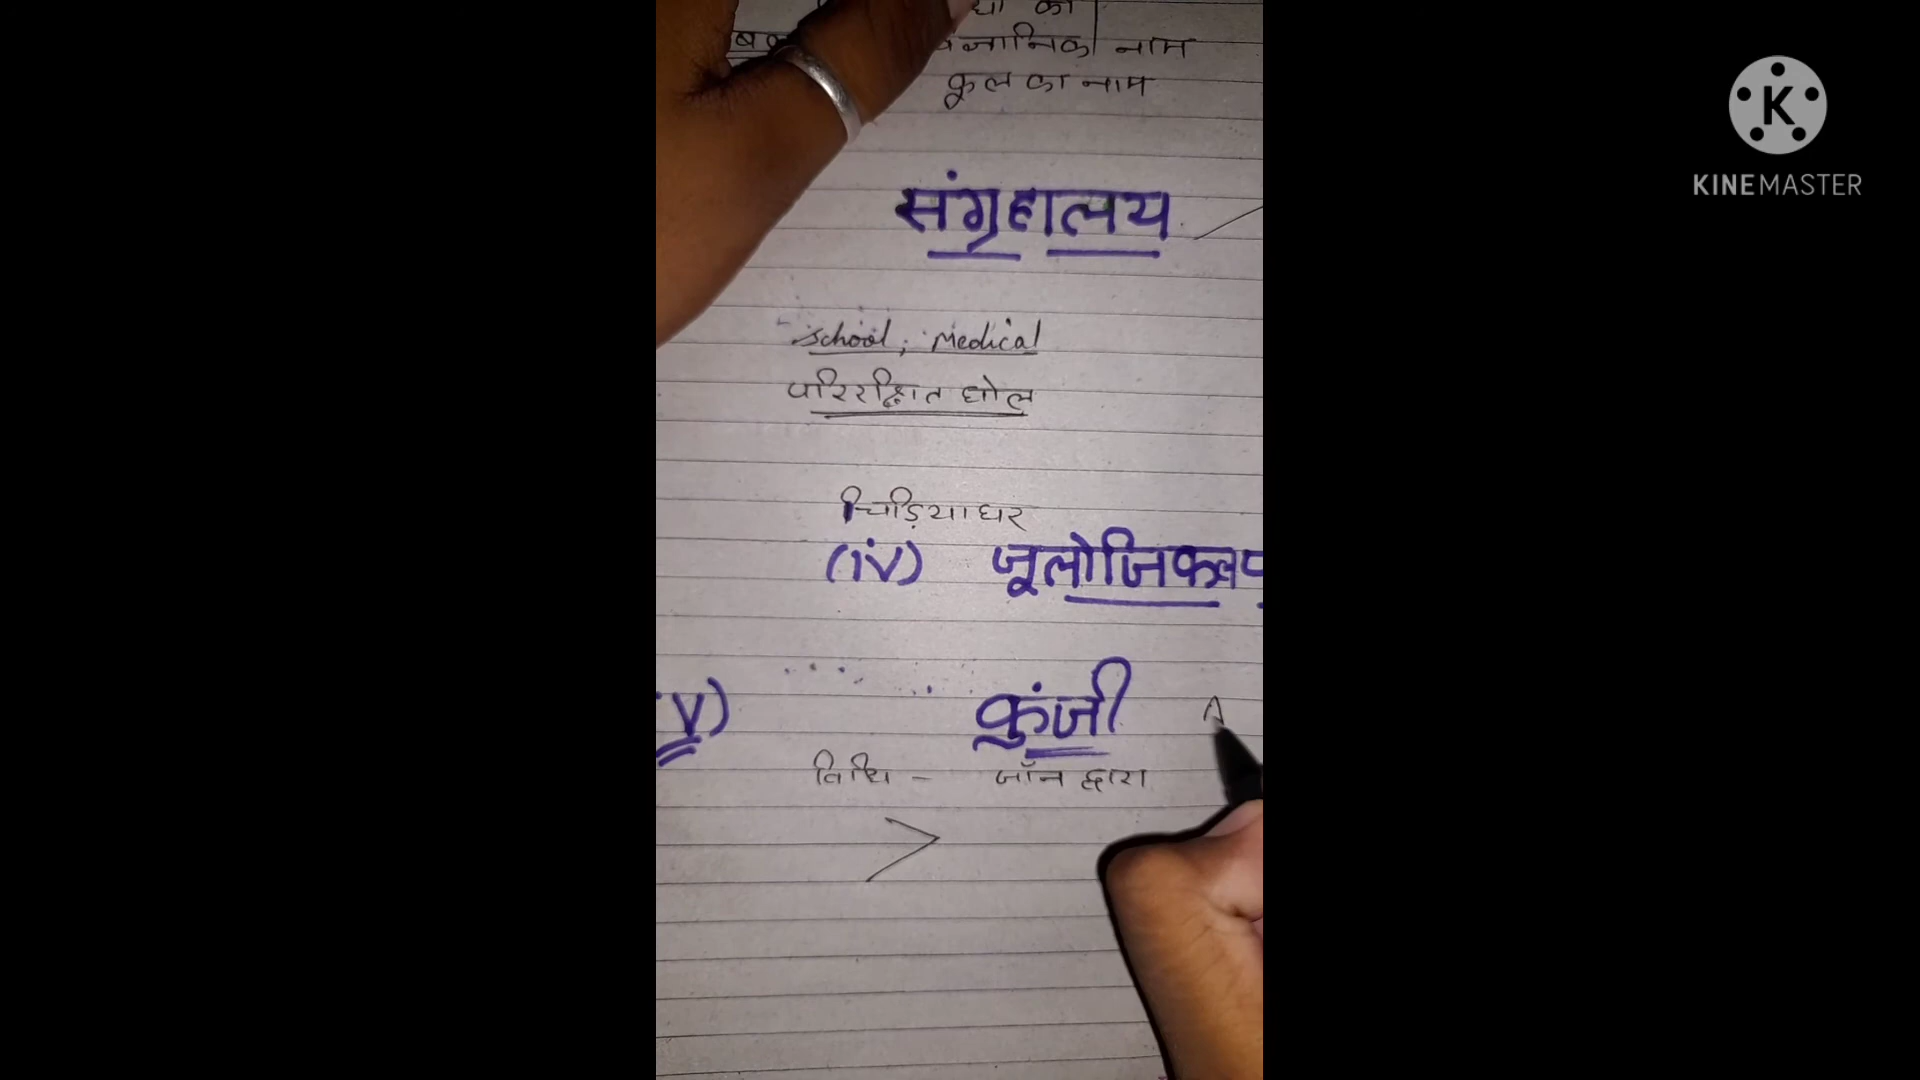 का
नाम
कूल का नाम
संग्रहालय
School, Medical
परिरक्षित घोल
चिड़ियाघर
(iv) जूलोजिकल
(V) कुंजी A
विधि - जॉन द्वारा
K
KINEMASTER